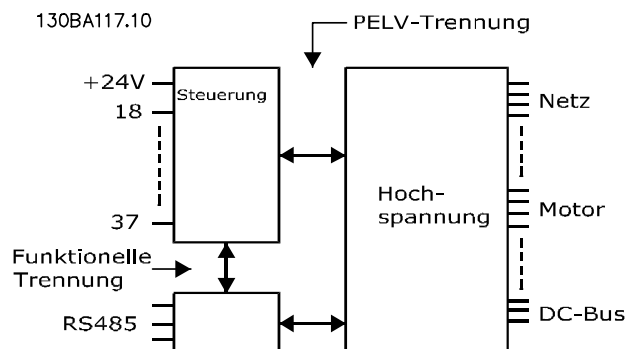 130BA117.10
PELV-Trennung
+24V
Steuerung
18
Netz
Hoch-
spannung
37
Motor
Funktionelle
Trennung
RS485
DC-Bus